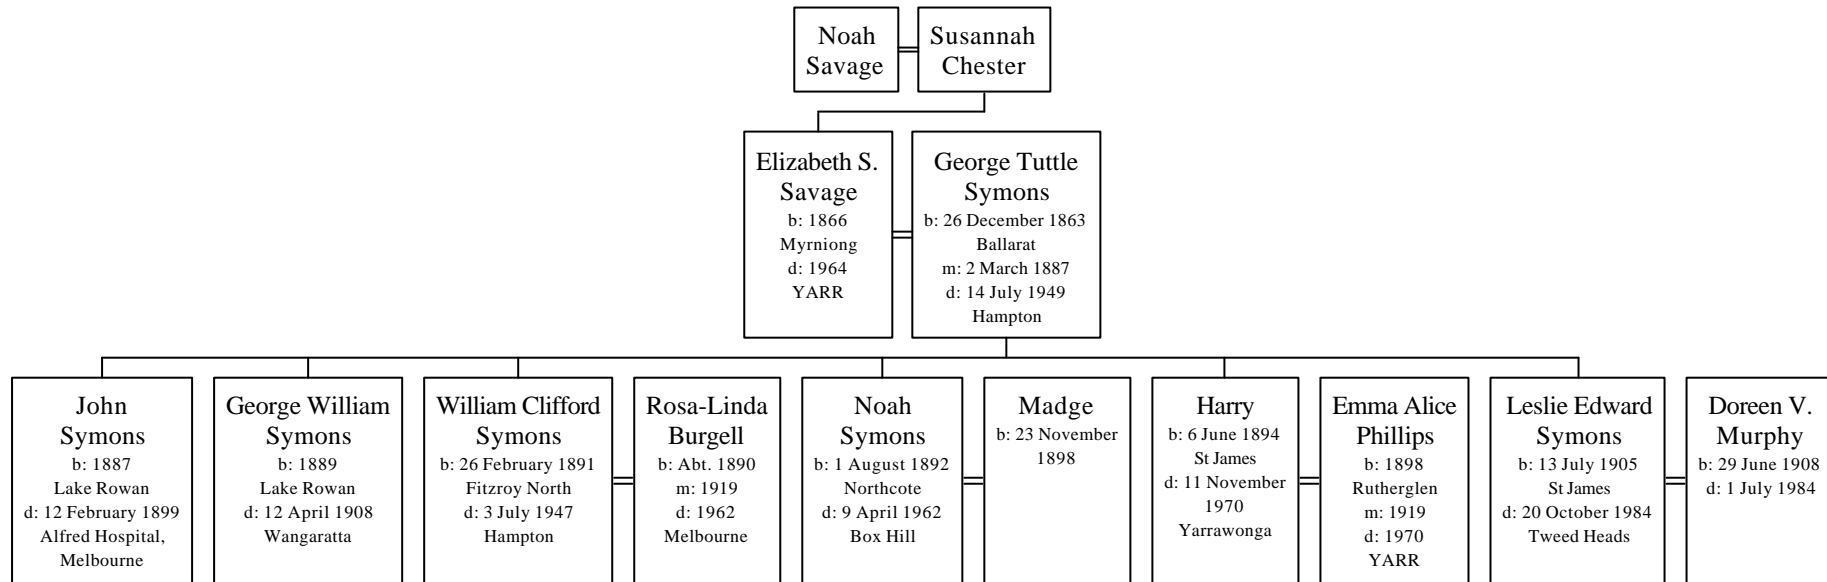 Noah
Savage
Susannah
Chester
Elizabeth S.
Savage
b: 1866
Myrniong
d: 1964
YARR
George Tuttle
Symons
b: 26 December 1863
Ballarat
m: 2 March 1887
d: 14 July 1949
Hampton
John
Symons
b: 1887
Lake Rowan
d: 12 February 1899
Alfred Hospital,
Melbourne
George William
Symons
b: 1889
Lake Rowan
d: 12 April 1908
Wangaratta
William Clifford
Symons
b: 26 February 1891
Fitzroy North
d: 3 July 1947
Hampton
Rosa-Linda
Burgell
b: Abt. 1890
m: 1919
d: 1962
Melbourne
Noah
Symons
b: 1 August 1892
Northcote
d: 9 April 1962
Box Hill
Madge
b: 23 November
1898
Harry
Symons
b: 6 June 1894
St James
d: 11 November
1970
Yarrawonga
Emma Alice
Phillips
b: 1898
Rutherglen
m: 1919
d: 1970
YARR
Leslie Edward
Symons
b: 13 July 1905
St James
d: 20 October 1984
Tweed Heads
Doreen V.
Murphy
b: 29 June 1908
d: 1 July 1984